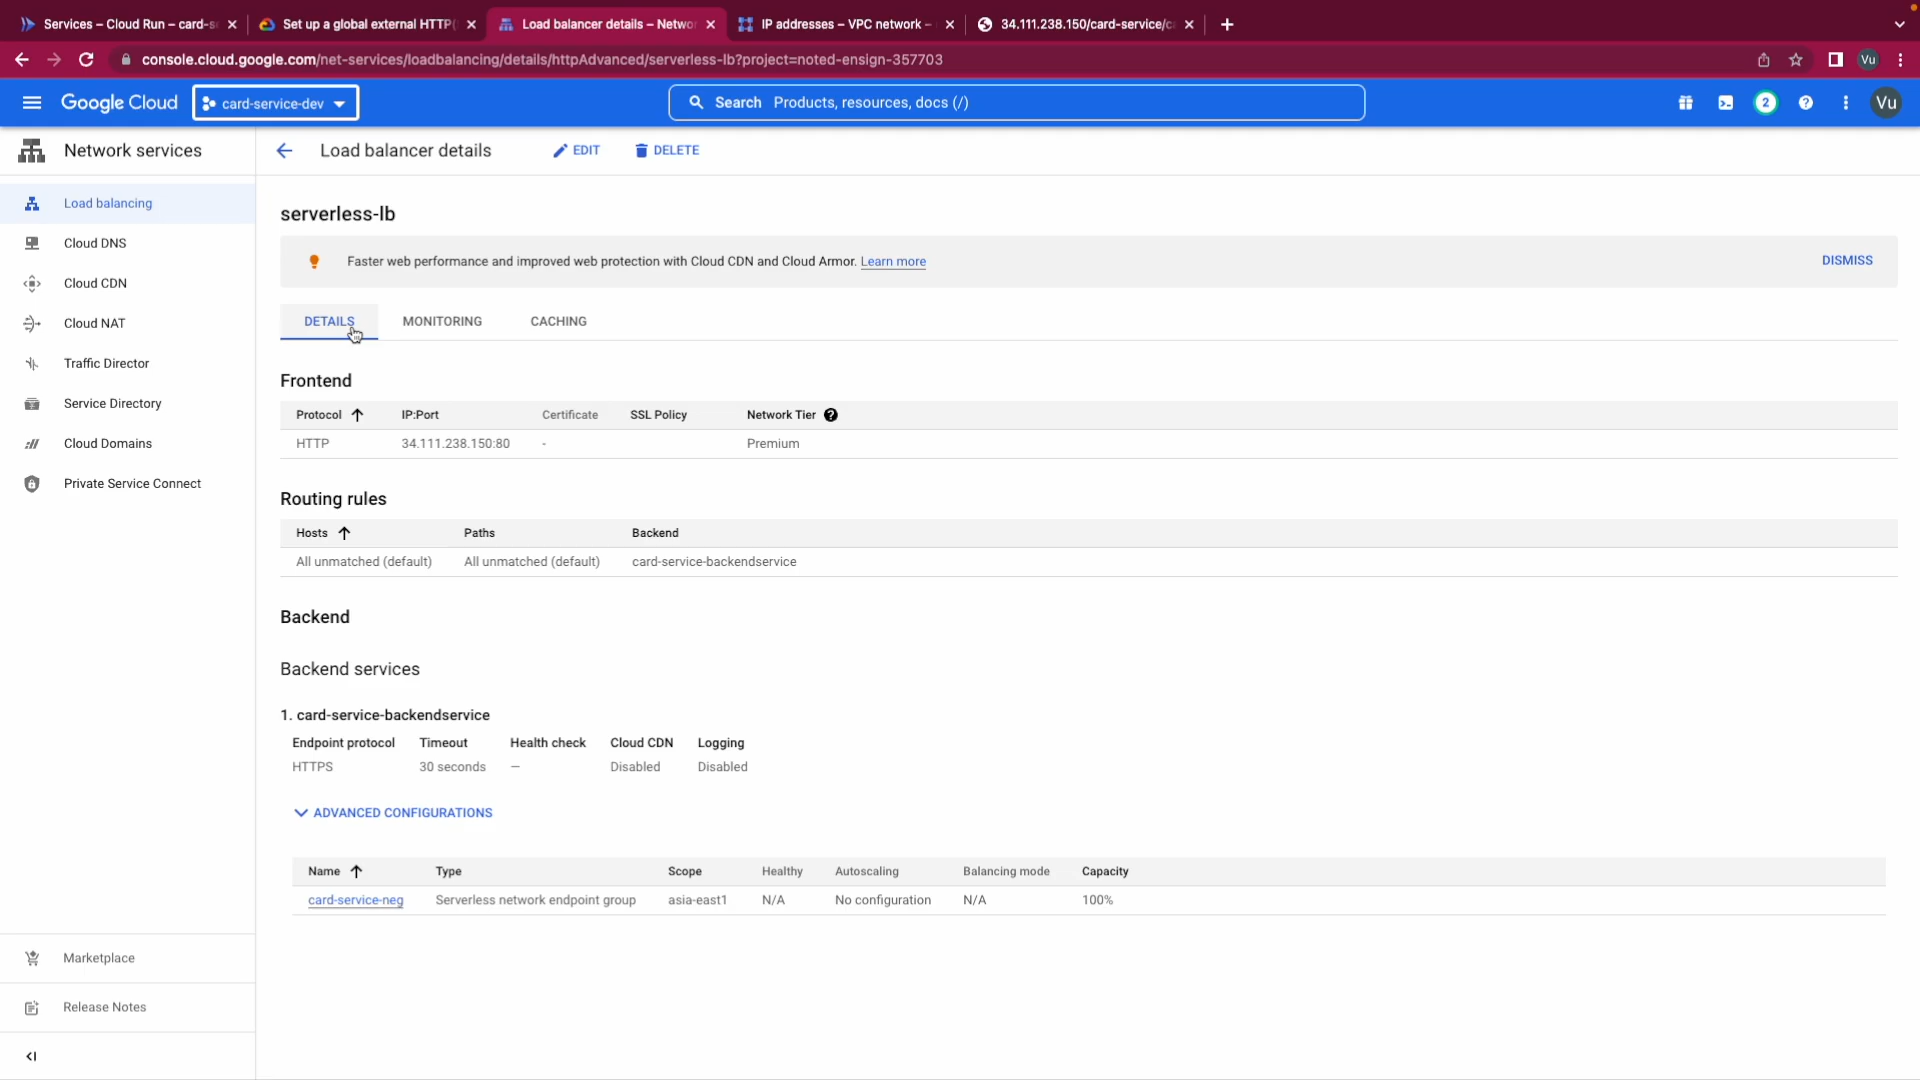 Services – Cloud Run – card-s
Set up a global external HTTP(
Load balancer details – Netwo
IP addresses – VPC network –
34.111.238.150/card-service/c
console.cloud.google.com/net-services/loadbalancing/details/httpAdvanced/serverless-lb?project=noted-ensign-357703
Vu
Google Cloud
card-service-dev
Search Products, resources, docs (/)
2
Vu
Network services
Load balancer details
EDIT
DELETE
Load balancing
Cloud DNS
Cloud CDN
Cloud NAT
Traffic Director
Service Directory
Cloud Domains
Private Service Connect
Marketplace
Release Notes
serverless-lb
Faster web performance and improved web protection with Cloud CDN and Cloud Armor. Learn more
DISMISS
DETAILS MONITORING CACHING
Frontend
Protocol IP:Port Certificate SSL Policy Network Tier
HTTP 34.111.238.150:80 - Premium
Routing rules
Hosts Paths Backend
All unmatched (default) All unmatched (default) card-service-backendservice
Backend
Backend services
1. card-service-backendservice
Endpoint protocol Timeout Health check Cloud CDN Logging
HTTPS 30 seconds — Disabled Disabled
ADVANCED CONFIGURATIONS
Name Type Scope Healthy Autoscaling Balancing mode Capacity
card-service-neg Serverless network endpoint group asia-east1 N/A No configuration N/A 100%